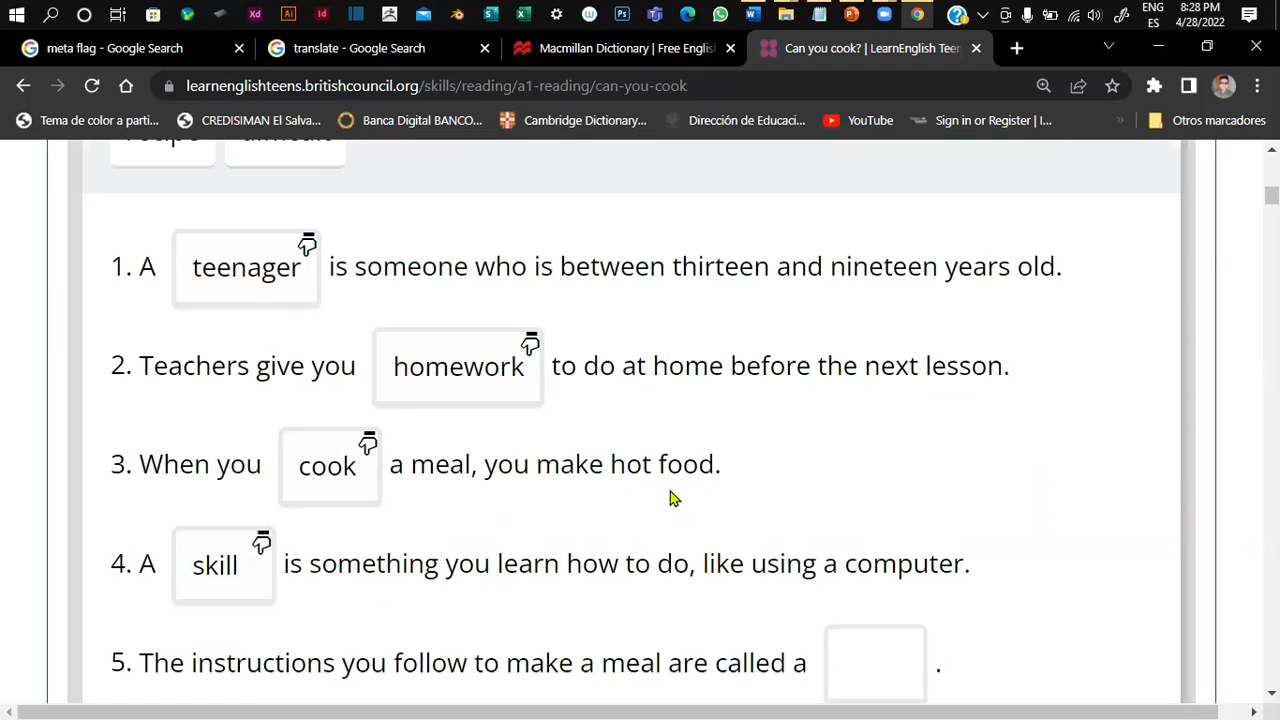 ENG 8:28 PM
ES 4/28/2022
meta flag - Google Search
translate - Google Search
Macmillan Dictionary | Free Englis
Can you cook? | LearnEnglish Teen
learnenglishteens.britishcouncil.org/skills/reading/a1-reading/can-you-cook
Tema de color a parti...
CREDISIMAN El Salva...
Banca Digital BANCO...
Cambridge Dictionary...
Dirección de Educaci...
YouTube
Sign in or Register | I...
Otros marcadores
1. A teenager is someone who is between thirteen and nineteen years old.
2. Teachers give you homework to do at home before the next lesson.
3. When you cook a meal, you make hot food.
4. A skill is something you learn how to do, like using a computer.
5. The instructions you follow to make a meal are called a .